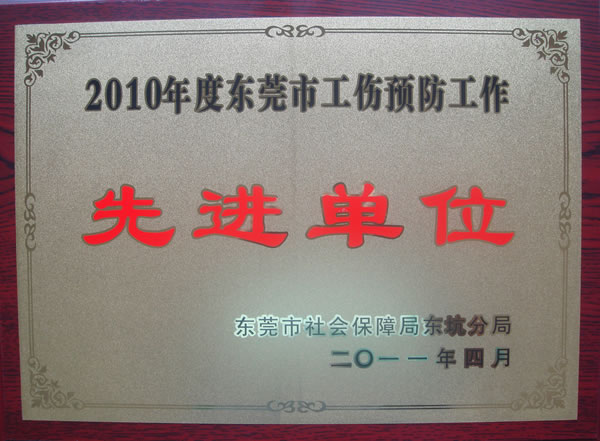 2010年度东莞市工伤预防工作
先进单位
东莞市社会保障局东坑分局
二〇一一年四月